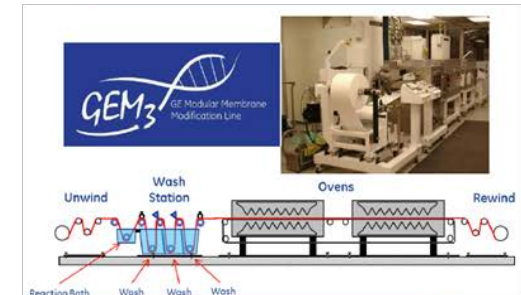 GEM3
GE Modular Membrane
Modification Line
Unwind
Wash
Station
Ovens
Rewind
Reaction Bath
Wash
Wash
Wash